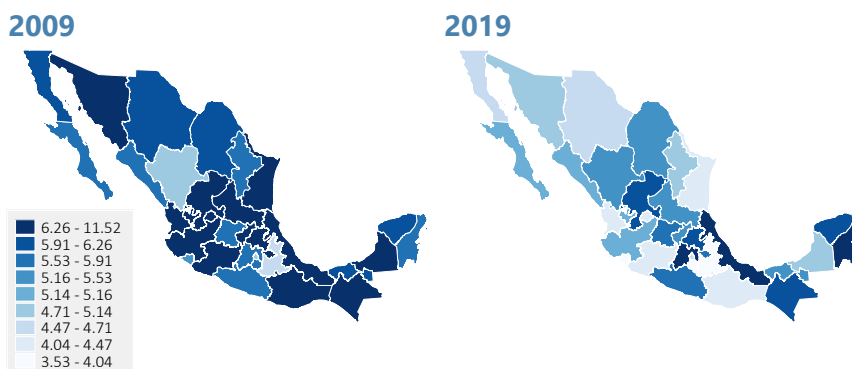 2009
2019
6.26 - 11.52
5.91 - 6.26
5.53 - 5.91
5.16 - 5.53
5.14 - 5.16
4.71 - 5.14
4.47 - 4.71
4.04 - 4.47
3.53 - 4.04